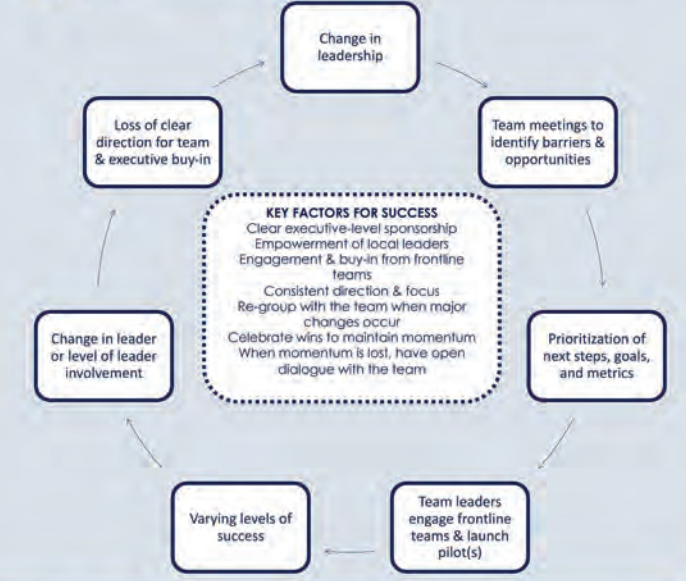 Change in
leadership
Team meetings to
identify barriers &
opportunities
Prioritization of
next steps, goals,
and metrics
Team leaders
engage frontline
teams & launch
pilot(s)
Varying levels of
success
Change in leader
or level of leader
involvement
Loss of clear
direction for team
& executive buy-in
KEY FACTORS FOR SUCCESS
Clear executive-level sponsorship
Empowerment of local leaders
Engagement & buy-in from frontline
teams
Consistent direction & focus
Re-group with the team when major
changes occur
Celebrate wins to maintain momentum
When momentum is lost, have open
dialogue with the team